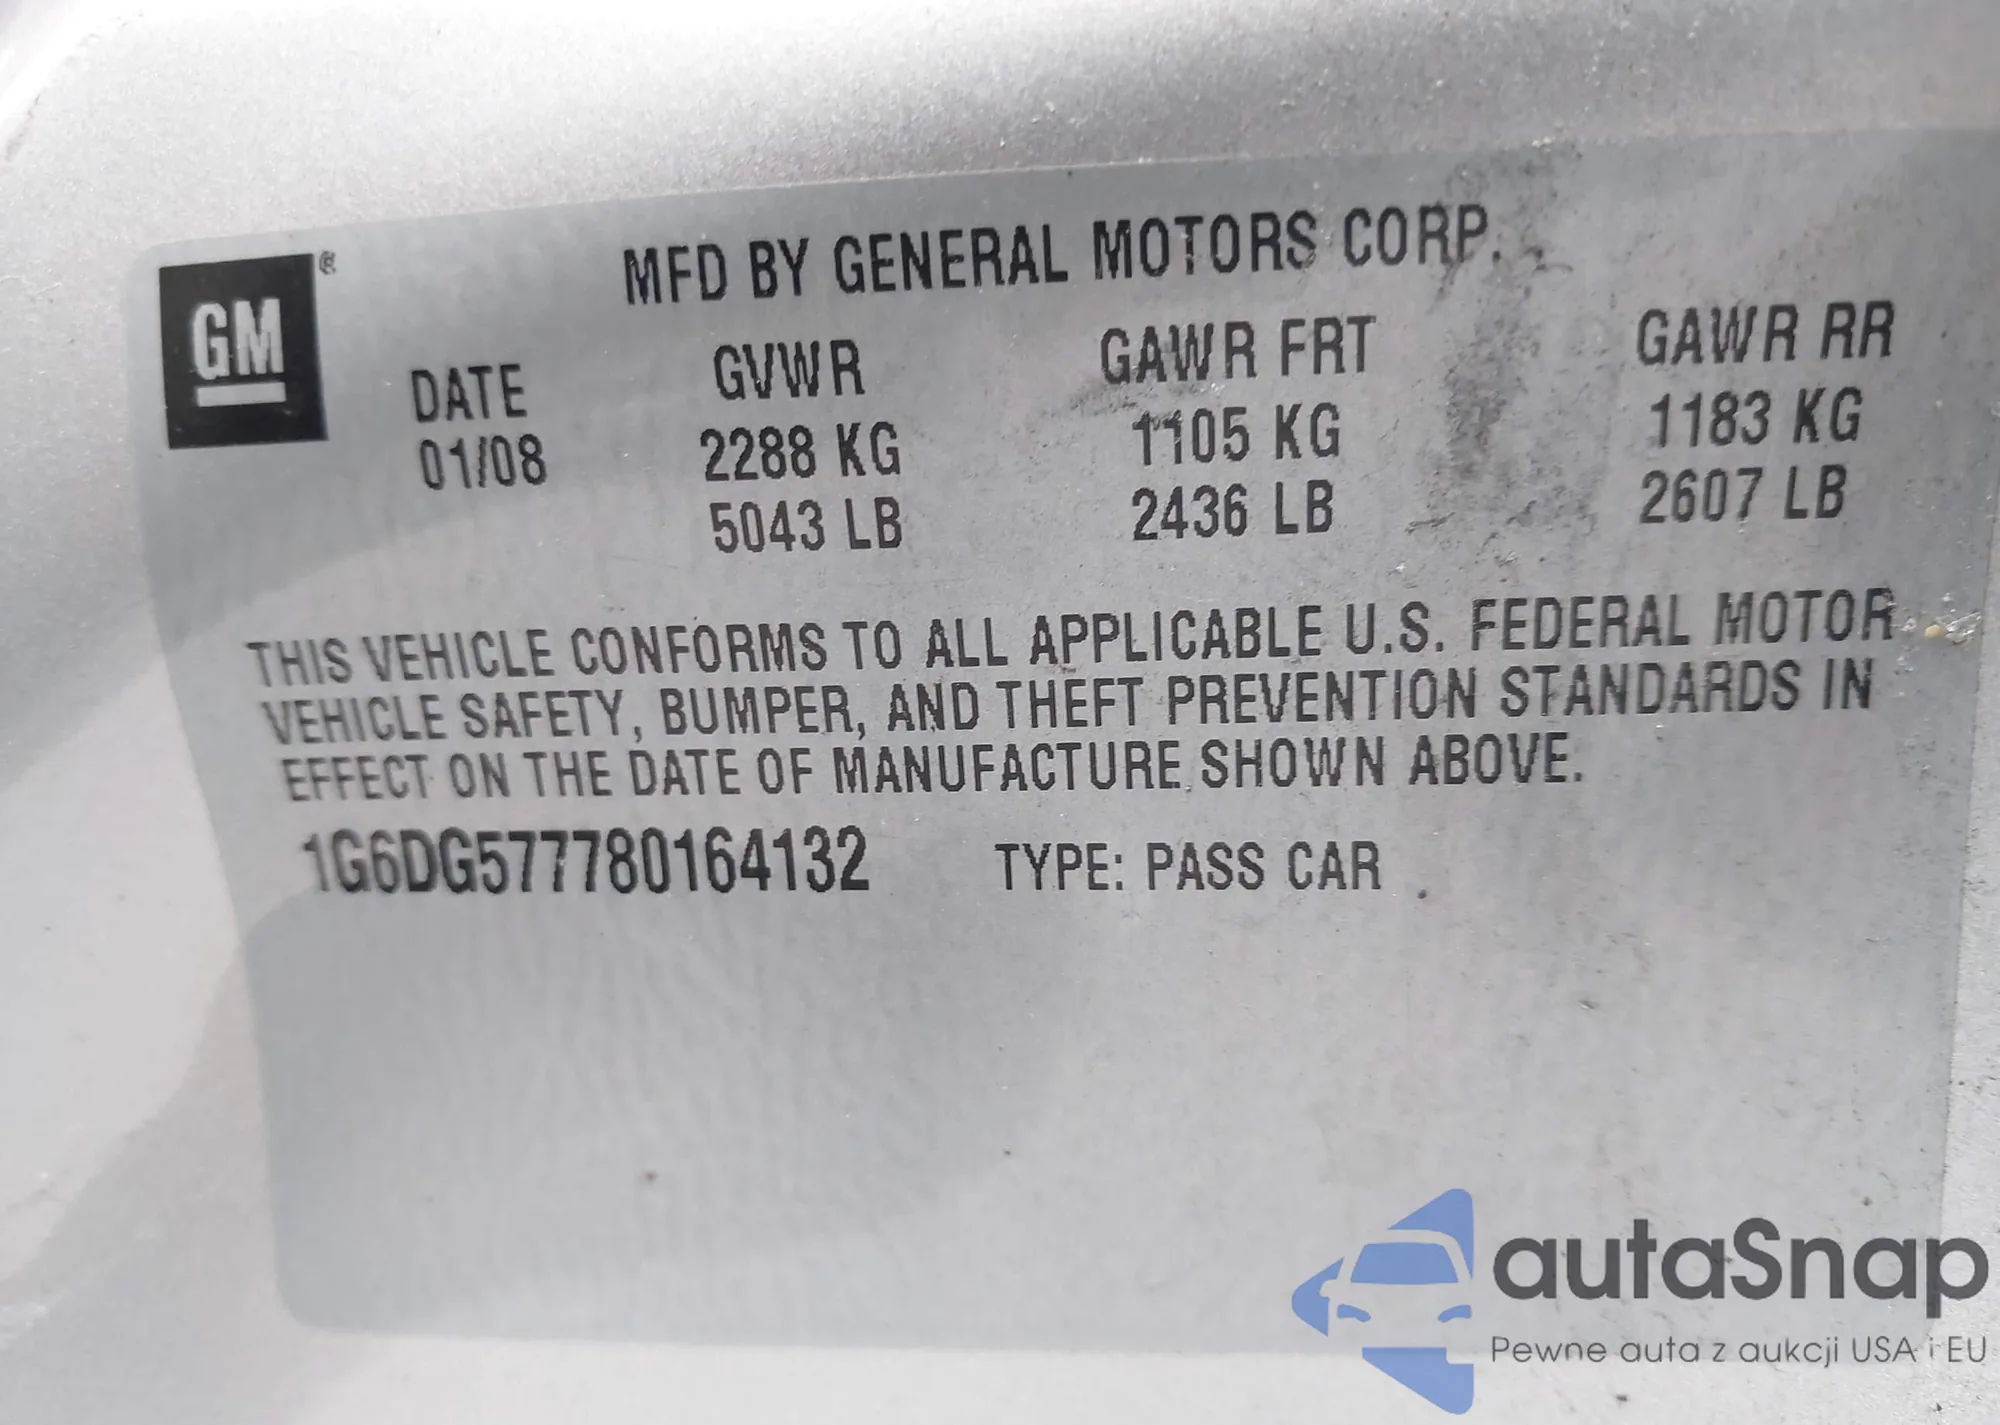 GM
MFD BY GENERAL MOTORS CORP.
DATE GVWR GAWR FRT GAWR RR
01/08 2288 KG 1105 KG 1183 KG
5043 LB 2436 LB 2607 LB
THIS VEHICLE CONFORMS TO ALL APPLICABLE U.S. FEDERAL MOTOR
VEHICLE SAFETY, BUMPER, AND THEFT PREVENTION STANDARDS IN
EFFECT ON THE DATE OF MANUFACTURE SHOWN ABOVE.
1G6DG577780164132 TYPE: PASS CAR
autaSnap
Pewne auta z aukcji USA i EU